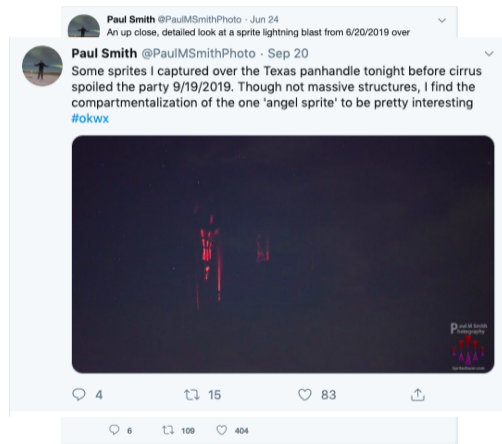 Paul Smith @PaulMSmithPhoto · Jun 24
An up close, detailed look at a sprite lightning blast from 6/20/2019 over
Paul Smith @PaulMSmithPhoto · Sep 20
Some sprites I captured over the Texas panhandle tonight before cirrus
spoiled the party 9/19/2019. Though not massive structures, I find the
compartmentalization of the one 'angel sprite' to be pretty interesting
#okwx
Paul M Smith
Photography
4 15 83
6 109 404